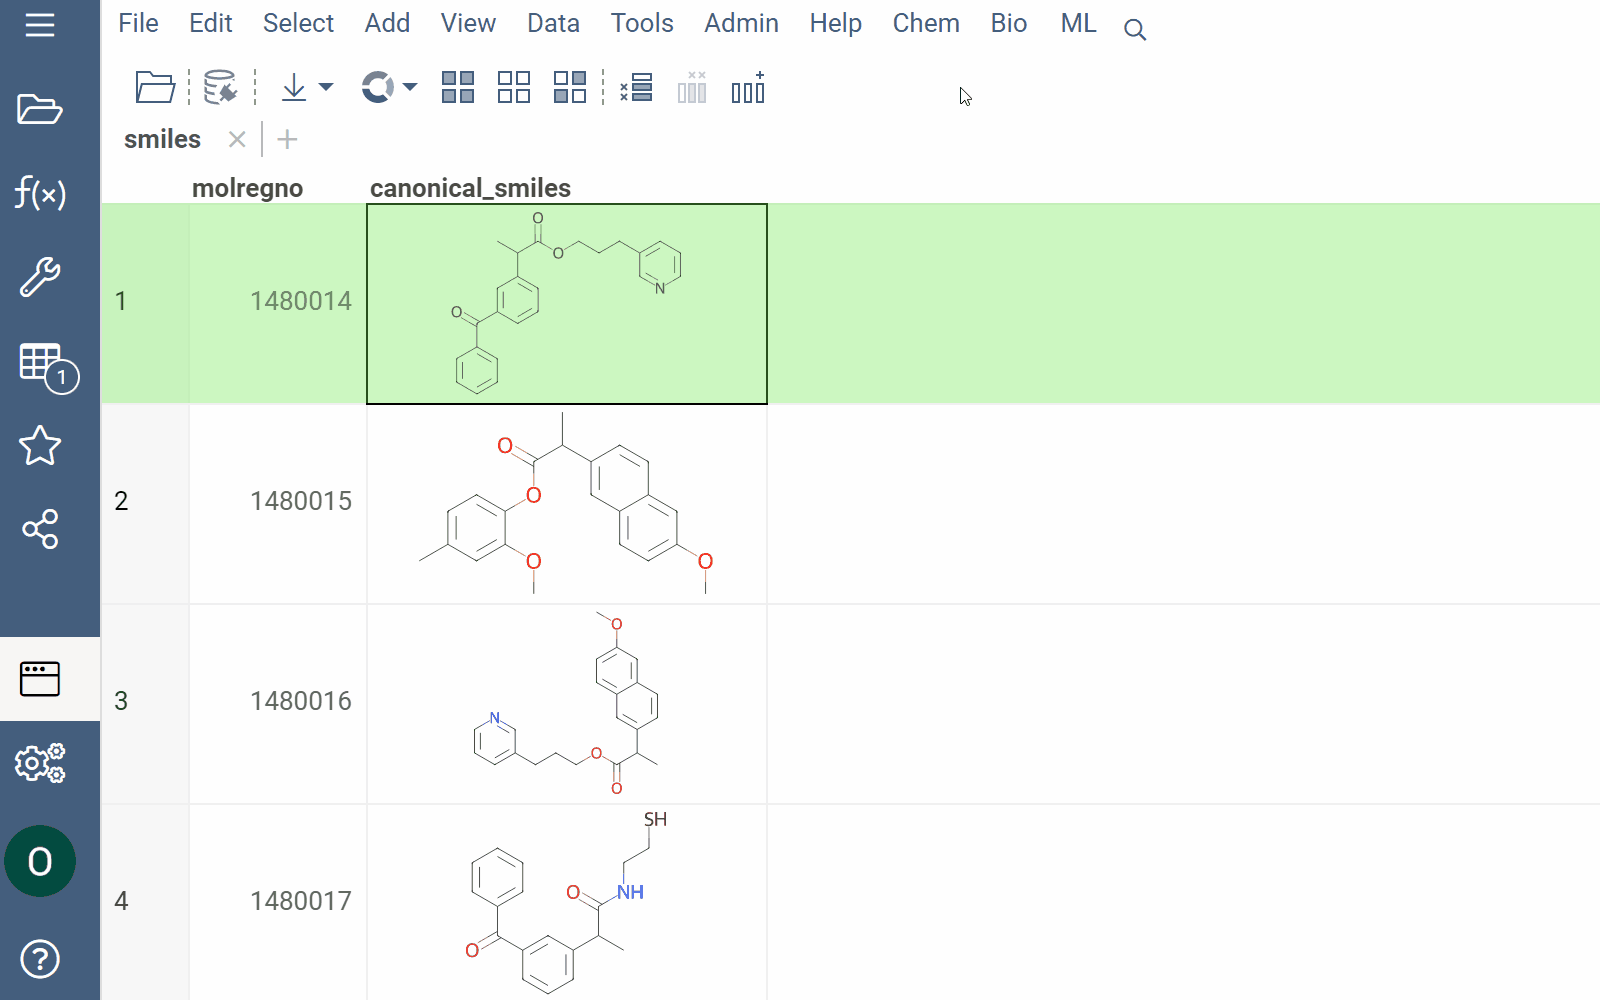 File Edit Select Add View Data Tools Admin Help Chem Bio ML
smiles
molregno canonical_smiles
f(x)
1 1480014
O
O
O
N
1
2 1480015
O
O
O
O
3 1480016
O
N
O
O
4 1480017
SH
O
NH
O
O
?